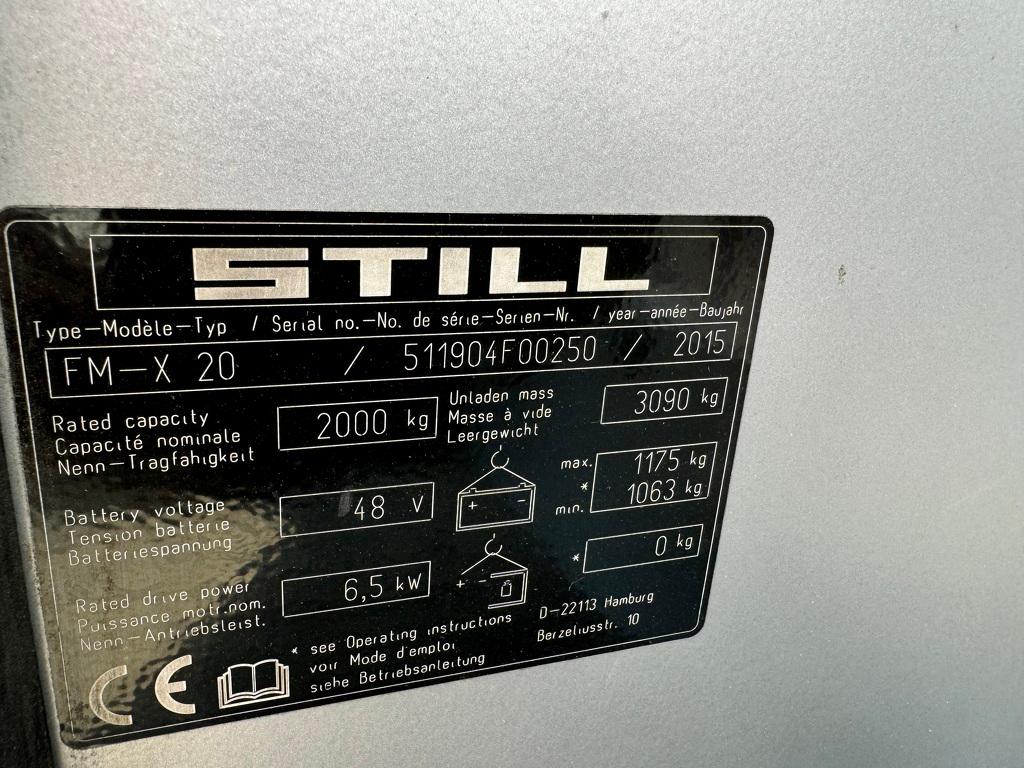 STILL
Type-Modèle-Typ / Serial no.-No. de série-Serien-Nr. / year-année-Baujahr
FM-X 20 / 511904F00250 / 2015
Rated capacity
Capacité nominale
Nenn-Tragfähigkeit
2000 kg
Unladen mass
Masse à vide
Leergewicht
3090 kg
Battery voltage
Tension batterie
Batteriespannung
48 V
+ -
max. 1175 kg
* 1063 kg
min.
Rated drive power
Puissance motr.nom.
Nenn-Antriebsleist.
6,5 kW
+ -
* 0 kg
* see Operating instructions
voir Mode d'emploi
siehe Betriebsanleitung
D-22113 Hamburg
Berzeliusstr. 10
CE